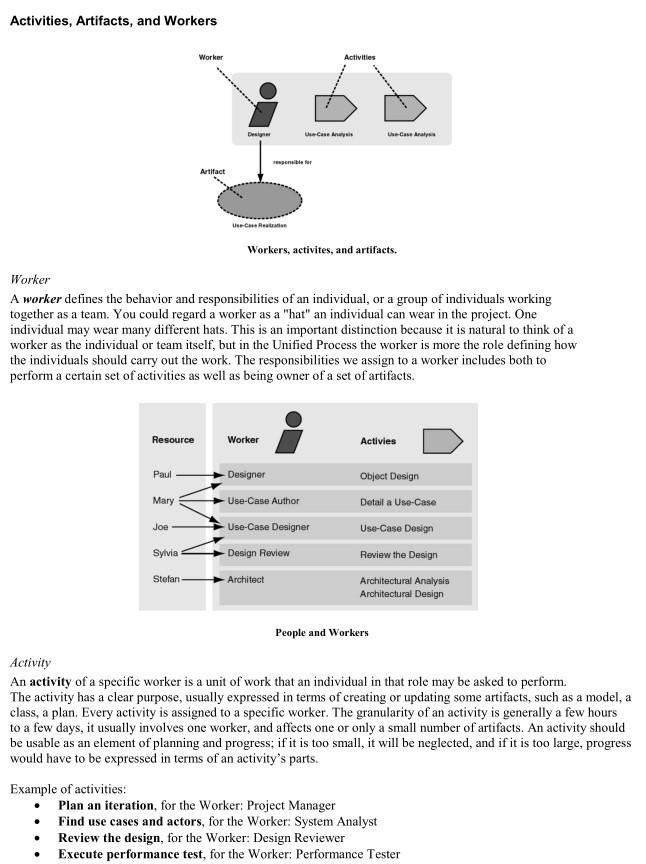 Activities, Artifacts, and Workers
Worker
Activities
Designer
Use-Case Analysis
Use-Case Analysis
responsible for
Artifact
Use-Case Realization
Workers, activites, and artifacts.
Worker
A worker defines the behavior and responsibilities of an individual, or a group of individuals working
together as a team. You could regard a worker as a "hat" an individual can wear in the project. One
individual may wear many different hats. This is an important distinction because it is natural to think of a
worker as the individual or team itself, but in the Unified Process the worker is more the role defining how
the individuals should carry out the work. The responsibilities we assign to a worker includes both to
perform a certain set of activities as well as being owner of a set of artifacts.
Resource Worker Activies
Paul Designer Object Design
Mary Use-Case Author Detail a Use-Case
Joe Use-Case Designer Use-Case Design
Sylvia Design Review Review the Design
Stefan Architect Architectural Analysis
Architectural Design
People and Workers
Activity
An activity of a specific worker is a unit of work that an individual in that role may be asked to perform.
The activity has a clear purpose, usually expressed in terms of creating or updating some artifacts, such as a model, a
class, a plan. Every activity is assigned to a specific worker. The granularity of an activity is generally a few hours
to a few days, it usually involves one worker, and affects one or only a small number of artifacts. An activity should
be usable as an element of planning and progress; if it is too small, it will be neglected, and if it is too large, progress
would have to be expressed in terms of an activity’s parts.
Example of activities:
• Plan an iteration, for the Worker: Project Manager
• Find use cases and actors, for the Worker: System Analyst
• Review the design, for the Worker: Design Reviewer
• Execute performance test, for the Worker: Performance Tester